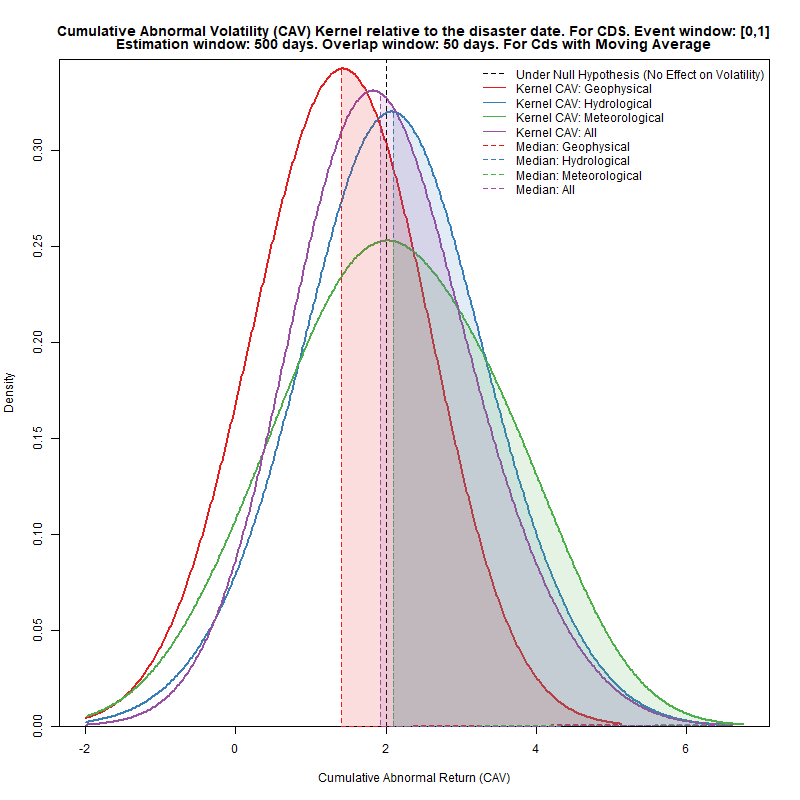 Cumulative Abnormal Volatility (CAV) Kernel relative to the disaster date. For CDS. Event window: [0,1]
Estimation window: 500 days. Overlap window: 50 days. For Cds with Moving Average
Under Null Hypothesis (No Effect on Volatility)
Kernel CAV: Geophysical
Kernel CAV: Hydrological
Kernel CAV: Meteorological
Kernel CAV: All
Median: Geophysical
Median: Hydrological
Median: Meteorological
Median: All
Density
0.30
0.25
0.20
0.15
0.10
0.05
0.00
-2 0 2 4 6
Cumulative Abnormal Return (CAV)